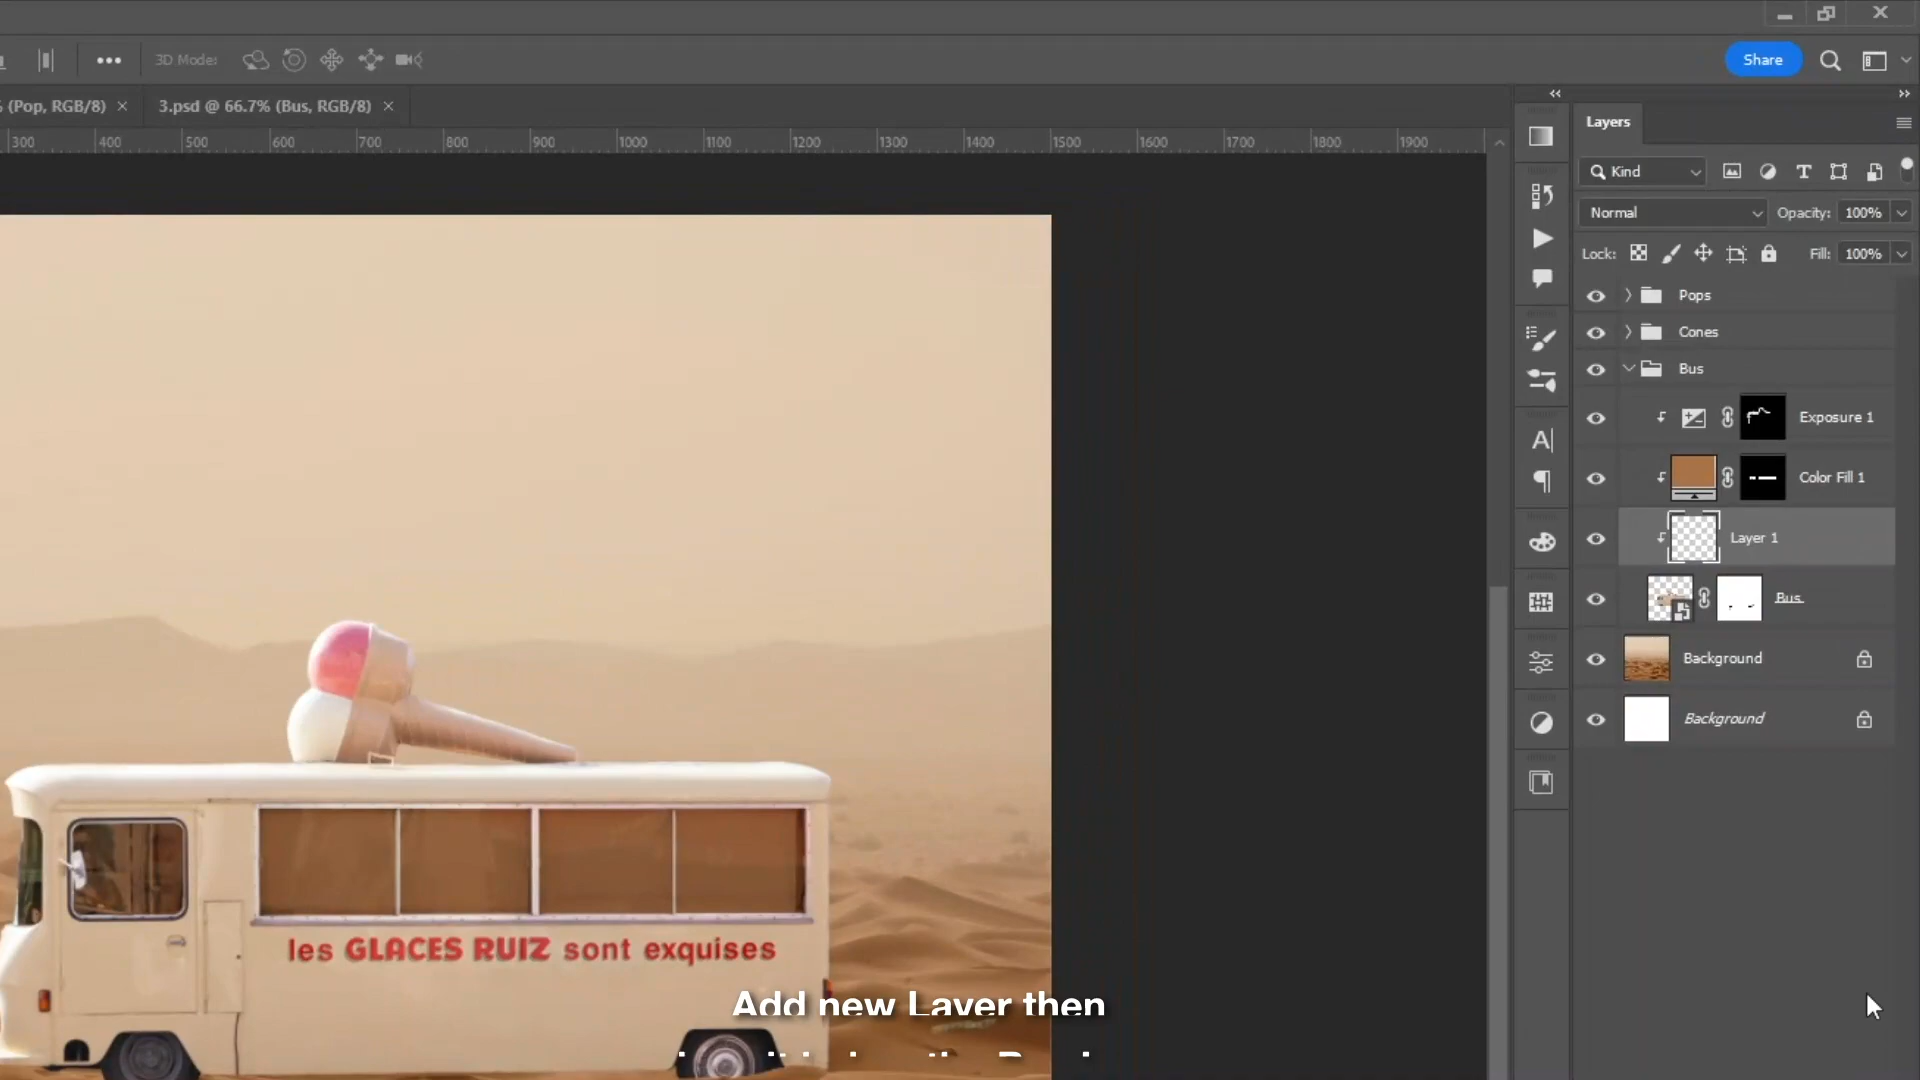 3D Mode:
Share
(Pop, RGB/8) ×
3.psd @ 66.7% (Bus, RGB/8) ×
300 400 500 600 700 800 900 1000 1100 1200 1300 1400 1500 1600 1700 1800 1900
Layers
Kind
Normal
Opacity: 100%
Lock:
Fill: 100%
Pops
Cones
Bus
Exposure 1
Color Fill 1
Layer 1
Bus
Background
Background
les GLACES RUIZ sont exquises
Add new Layer then